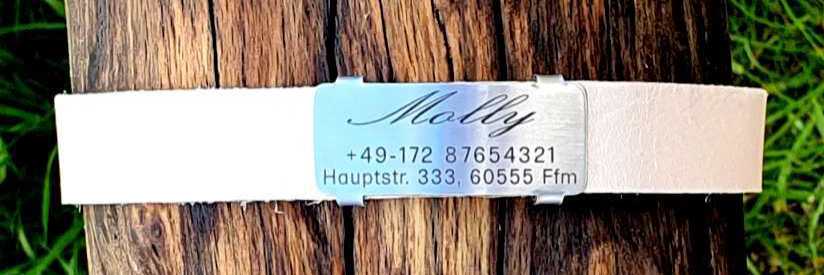 Molly
+49-172 87654321
Hauptstr. 333, 60555 Ffm